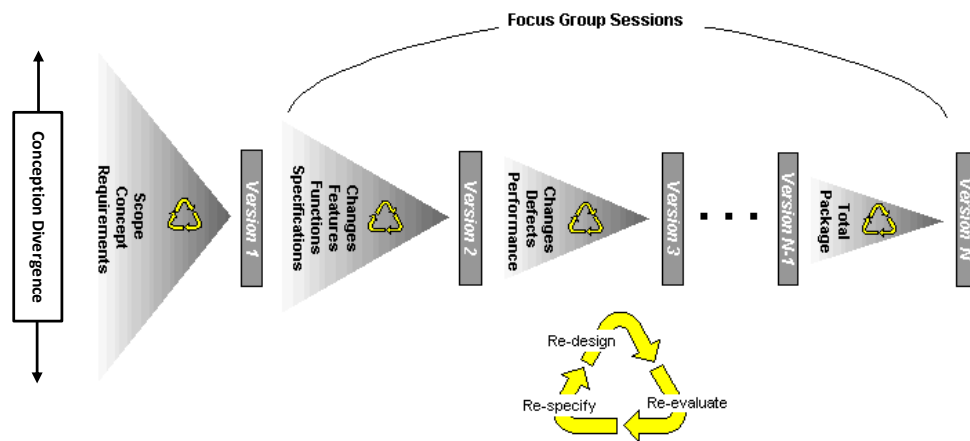 Focus Group Sessions
Conception Divergence
Scope
Concept
Requirements
Version 1
Changes
Features
Functions
Specifications
Version 2
Changes
Defects
Performance
Version 3
Version N-1
Total
Package
Version N
Re-design
Re-specify
Re-evaluate